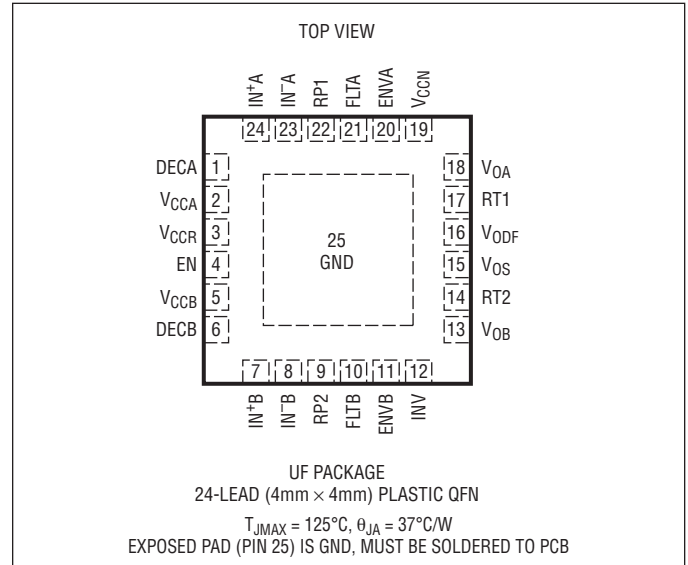 TOP VIEW
IN+A IN–A RP1 FLTA ENVA VCCN
24 23 22 21 20 19
DECA 1 18 VOA
VCCA 2 17 RT1
VCCR 3 16 VODF
EN 4 15 VOS
VCCB 5 14 RT2
DECB 6 13 VOB
25
GND
7 8 9 10 11 12
IN+B IN–B RP2 FLTB ENVB INV
UF PACKAGE
24-LEAD (4mm × 4mm) PLASTIC QFN
TJMAX = 125°C, θJA = 37°C/W
EXPOSED PAD (PIN 25) IS GND, MUST BE SOLDERED TO PCB